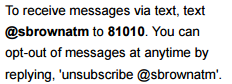 To receive messages via text, text
@sbrownatm to 81010. You can
opt-out of messages at anytime by
replying, 'unsubscribe @sbrownatm'.